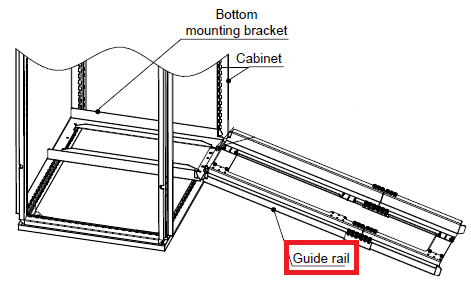 Bottom
mounting bracket
Cabinet
Guide rail